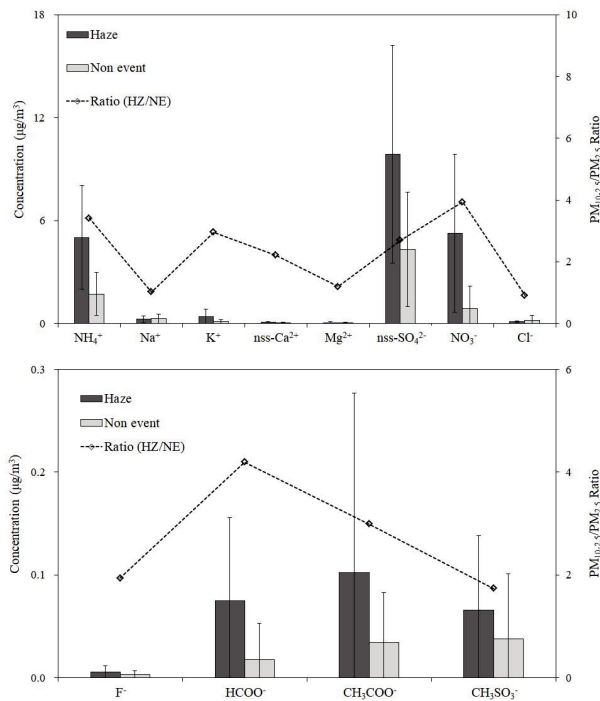 18
10
Haze
Non event
Ratio (HZ/NE)
8
12
6
4
6
2
0
0
Concentration (µg/m³)
PM₁₀₋₂.₅/PM₂.₅ Ratio
NH₄⁺ Na⁺ K⁺ nss-Ca²⁺ Mg²⁺ nss-SO₄²⁻ NO₃⁻ Cl⁻
0.3
6
Haze
Non event
Ratio (HZ/NE)
0.2
4
0.1
2
0.0
0
Concentration (µg/m³)
PM₁₀₋₂.₅/PM₂.₅ Ratio
F⁻ HCOO⁻ CH₃COO⁻ CH₃SO₃⁻